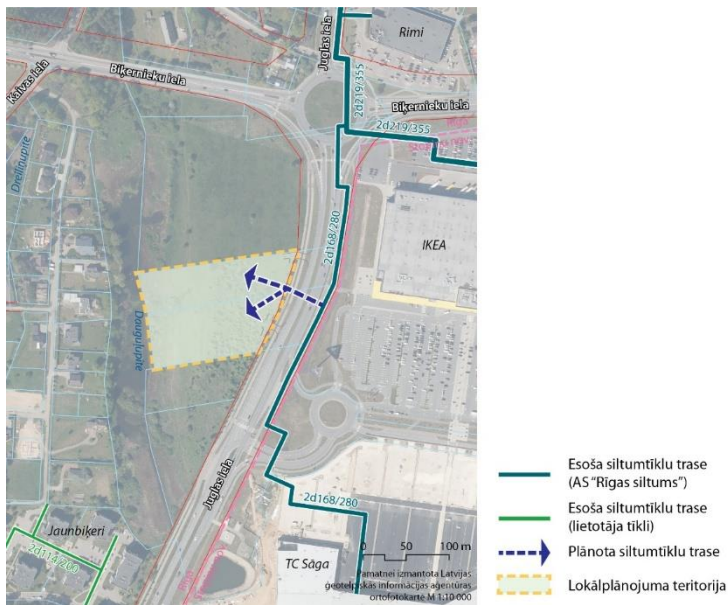 Rimi
Juglas iela
Kaivas iela
Biķernieku iela
2d219/355
Biķernieku iela
2d219/355
Dreiliņupīte
2d168/280
IKEA
Dauguļupīte
Juglas iela
2d168/280
Jaunbiķeri
2d114/200
TC Sāga
0 50 100 m
Pamatnei izmantota Latvijas
ģeotelpiskās informācijas aģentūras
ortofotokarte M 1:10 000
Esoša siltumtīklu trase
(AS "Rīgas siltums")
Esoša siltumtīklu trase
(lietotāja tīkli)
Plānota siltumtīklu trase
Lokālplānojuma teritorija